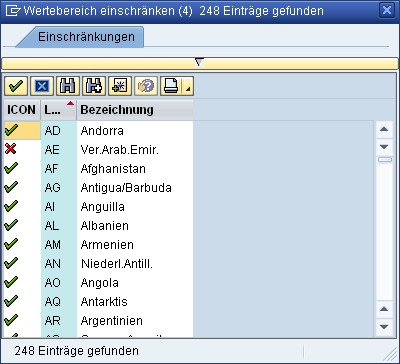 Wertebereich einschränken (4) 248 Einträge gefunden
Einschränkungen
ICON L... Bezeichnung
AD Andorra
AE Ver.Arab.Emir.
AF Afghanistan
AG Antigua/Barbuda
AI Anguilla
AL Albanien
AM Armenien
AN Niederl.Antill.
AO Angola
AQ Antarktis
AR Argentinien
248 Einträge gefunden